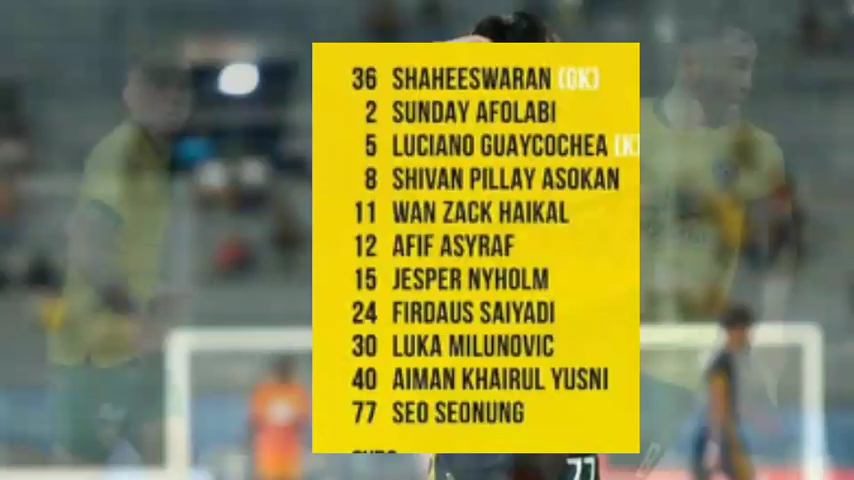 36 SHAHEESWARAN (GK)
2 SUNDAY AFOLABI
5 LUCIANO GUAYCOCHEA (K)
8 SHIVAN PILLAY ASOKAN
11 WAN ZACK HAIKAL
12 AFIF ASYRAF
15 JESPER NYHOLM
24 FIRDAUS SAIYADI
30 LUKA MILUNOVIC
40 AIMAN KHAIRUL YUSNI
77 SEO SEONUNG
77